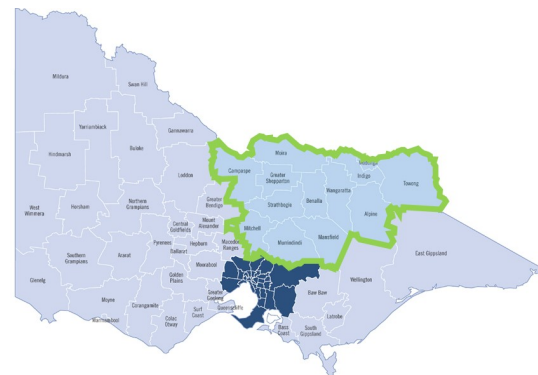 Mildura
Swan Hill
Yarriambiack
Gannawarra
Buloke
Hindmarsh
Loddon
Campaspe
Moira
Greater
Shepparton
Wodonga
Indigo
Towong
Wangaratta
Benalla
Strathbogie
Alpine
Mitchell
Mansfield
Murrindindi
West
Wimmera
Horsham
Northern
Grampians
Greater
Bendigo
Central
Goldfields
Mount
Alexander
Macedon
Ranges
Pyrenees
Hepburn
Ballarat
Moorabool
Southern
Grampians
Ararat
Golden
Plains
Glenelg
Moyne
Corangamite
Warrnambool
Colac
Otway
Surf
Coast
Greater
Geelong
Queenscliffe
East Gippsland
Wellington
Baw Baw
Latrobe
Bass
Coast
South
Gippsland